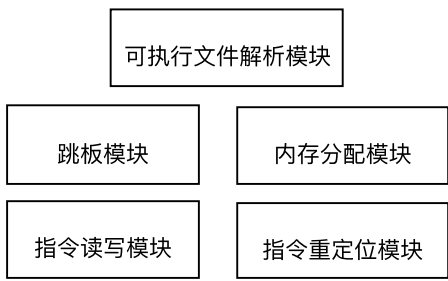 可执行文件解析模块
跳板模块
内存分配模块
指令读写模块
指令重定位模块